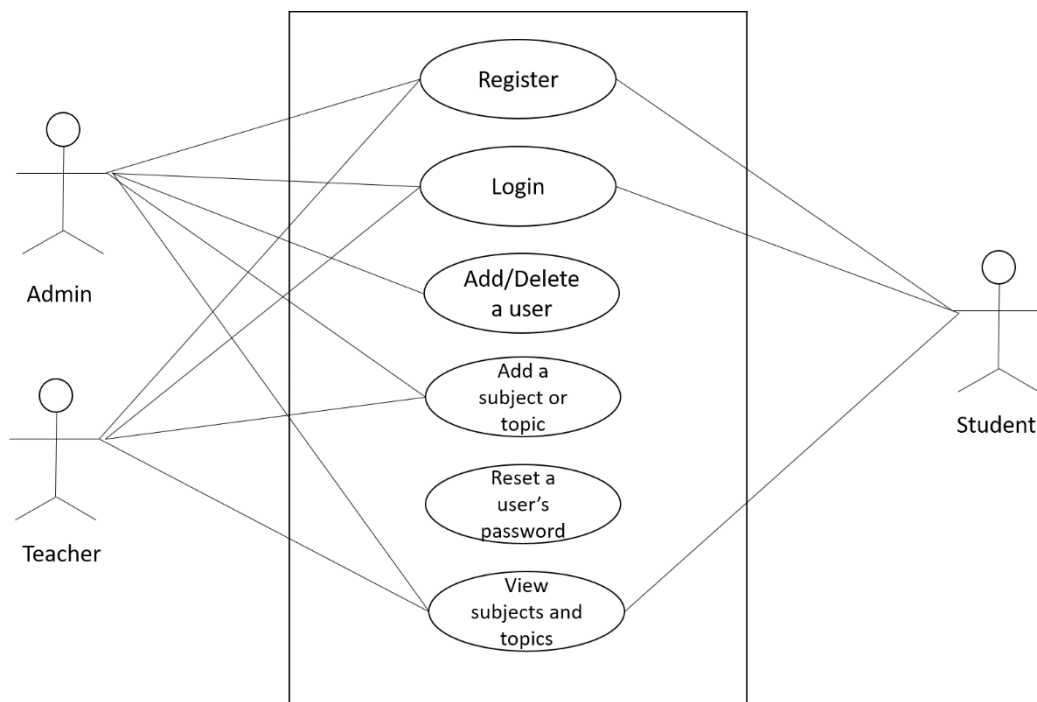 Register
Login
Admin
Add/Delete
a user
Add a
subject or
topic
Student
Reset a
user’s
password
Teacher
View
subjects and
topics